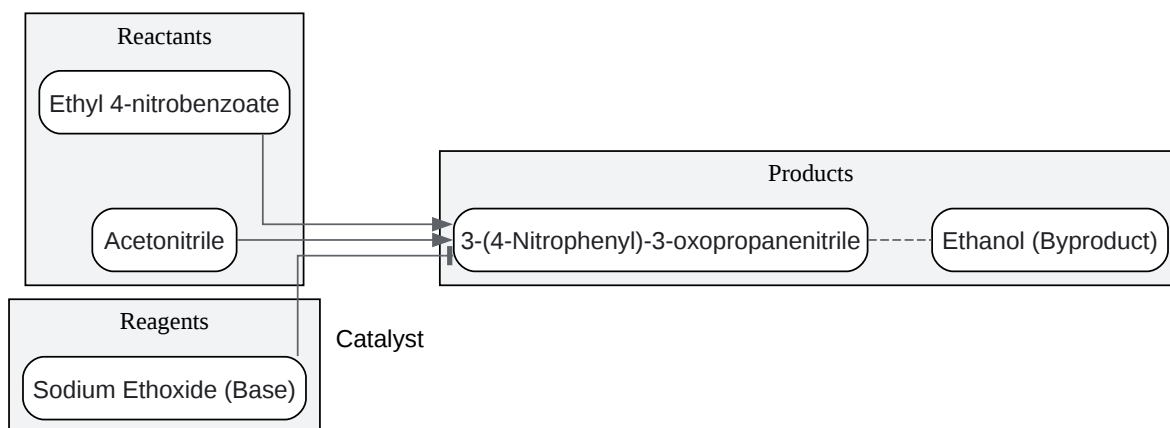 Reactants
Ethyl 4-nitrobenzoate
Acetonitrile
Reagents
Sodium Ethoxide (Base)
Catalyst
Products
3-(4-Nitrophenyl)-3-oxopropanenitrile
Ethanol (Byproduct)